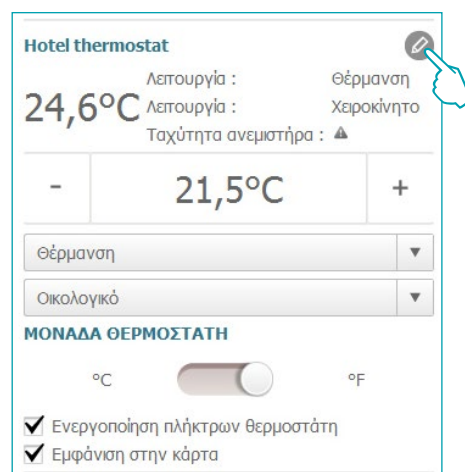 Hotel thermostat
24,6°C
Λειτουργία : Θέρμανση
Λειτουργία : Χειροκίνητο
Ταχύτητα ανεμιστήρα :
- 21,5°C +
Θέρμανση
Οικολογικό
ΜΟΝΑΔΑ ΘΕΡΜΟΣΤΑΤΗ
°C °F
Ενεργοποίηση πλήκτρων θερμοστάτη
Εμφάνιση στην κάρτα